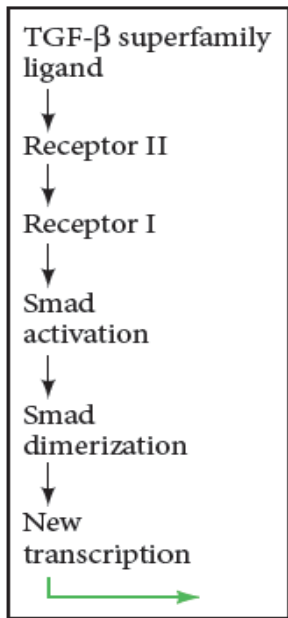 TGF-β superfamily
ligand
Receptor II
Receptor I
Smad
activation
Smad
dimerization
New
transcription